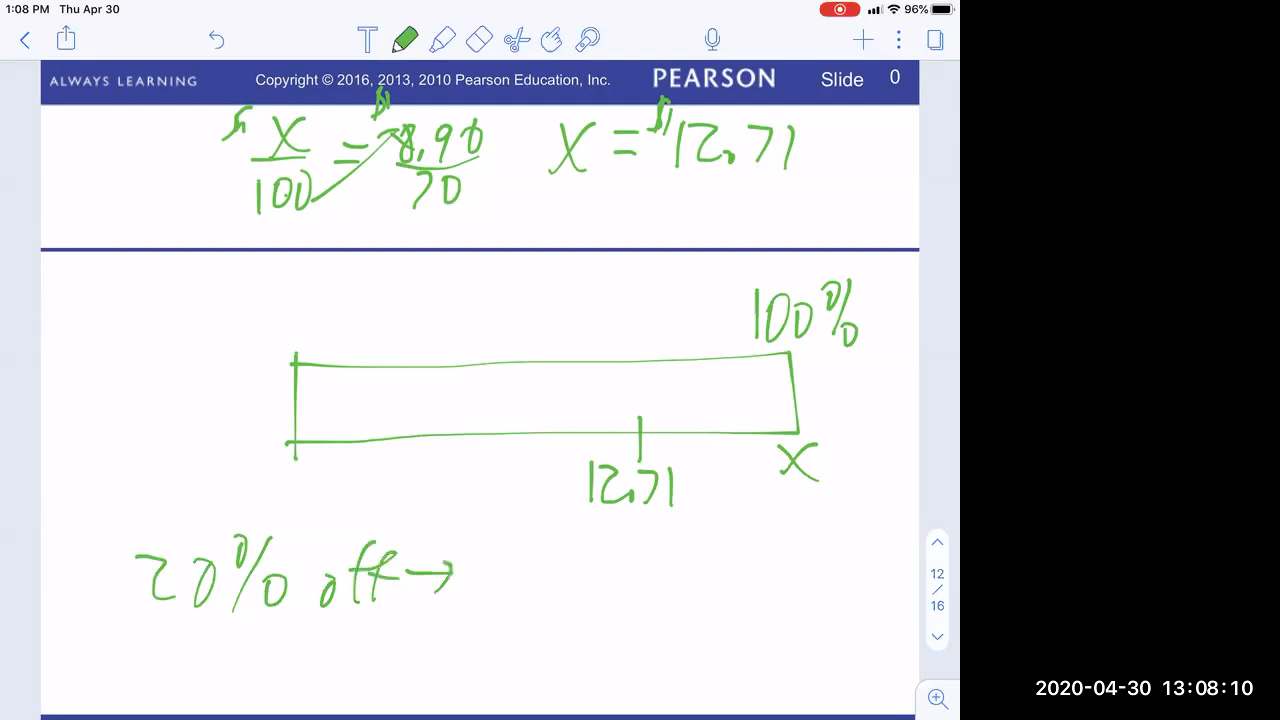 1:08 PM Thu Apr 30 96%
ALWAYS LEARNING Copyright © 2016, 2013, 2010 Pearson Education, Inc. PEARSON Slide 0
X/100 = $8.90/70 X = $12.71
100%
12.71 X
20% off →
12
/
16
2020-04-30 13:08:10